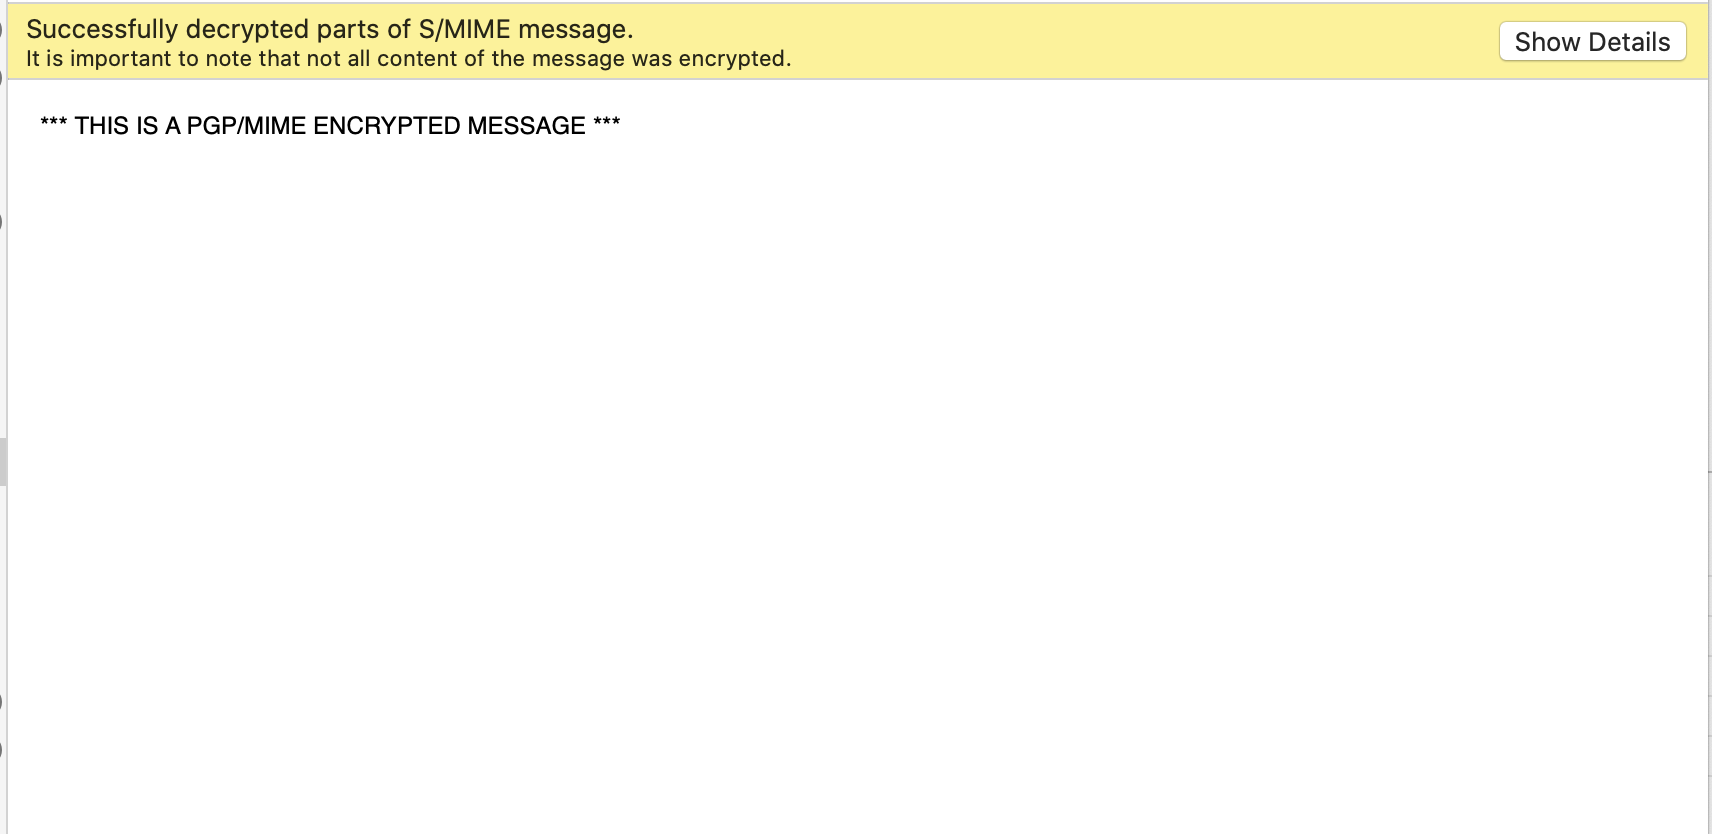 Successfully decrypted parts of S/MIME message.
Show Details
It is important to note that not all content of the message was encrypted.
*** THIS IS A PGP/MIME ENCRYPTED MESSAGE ***